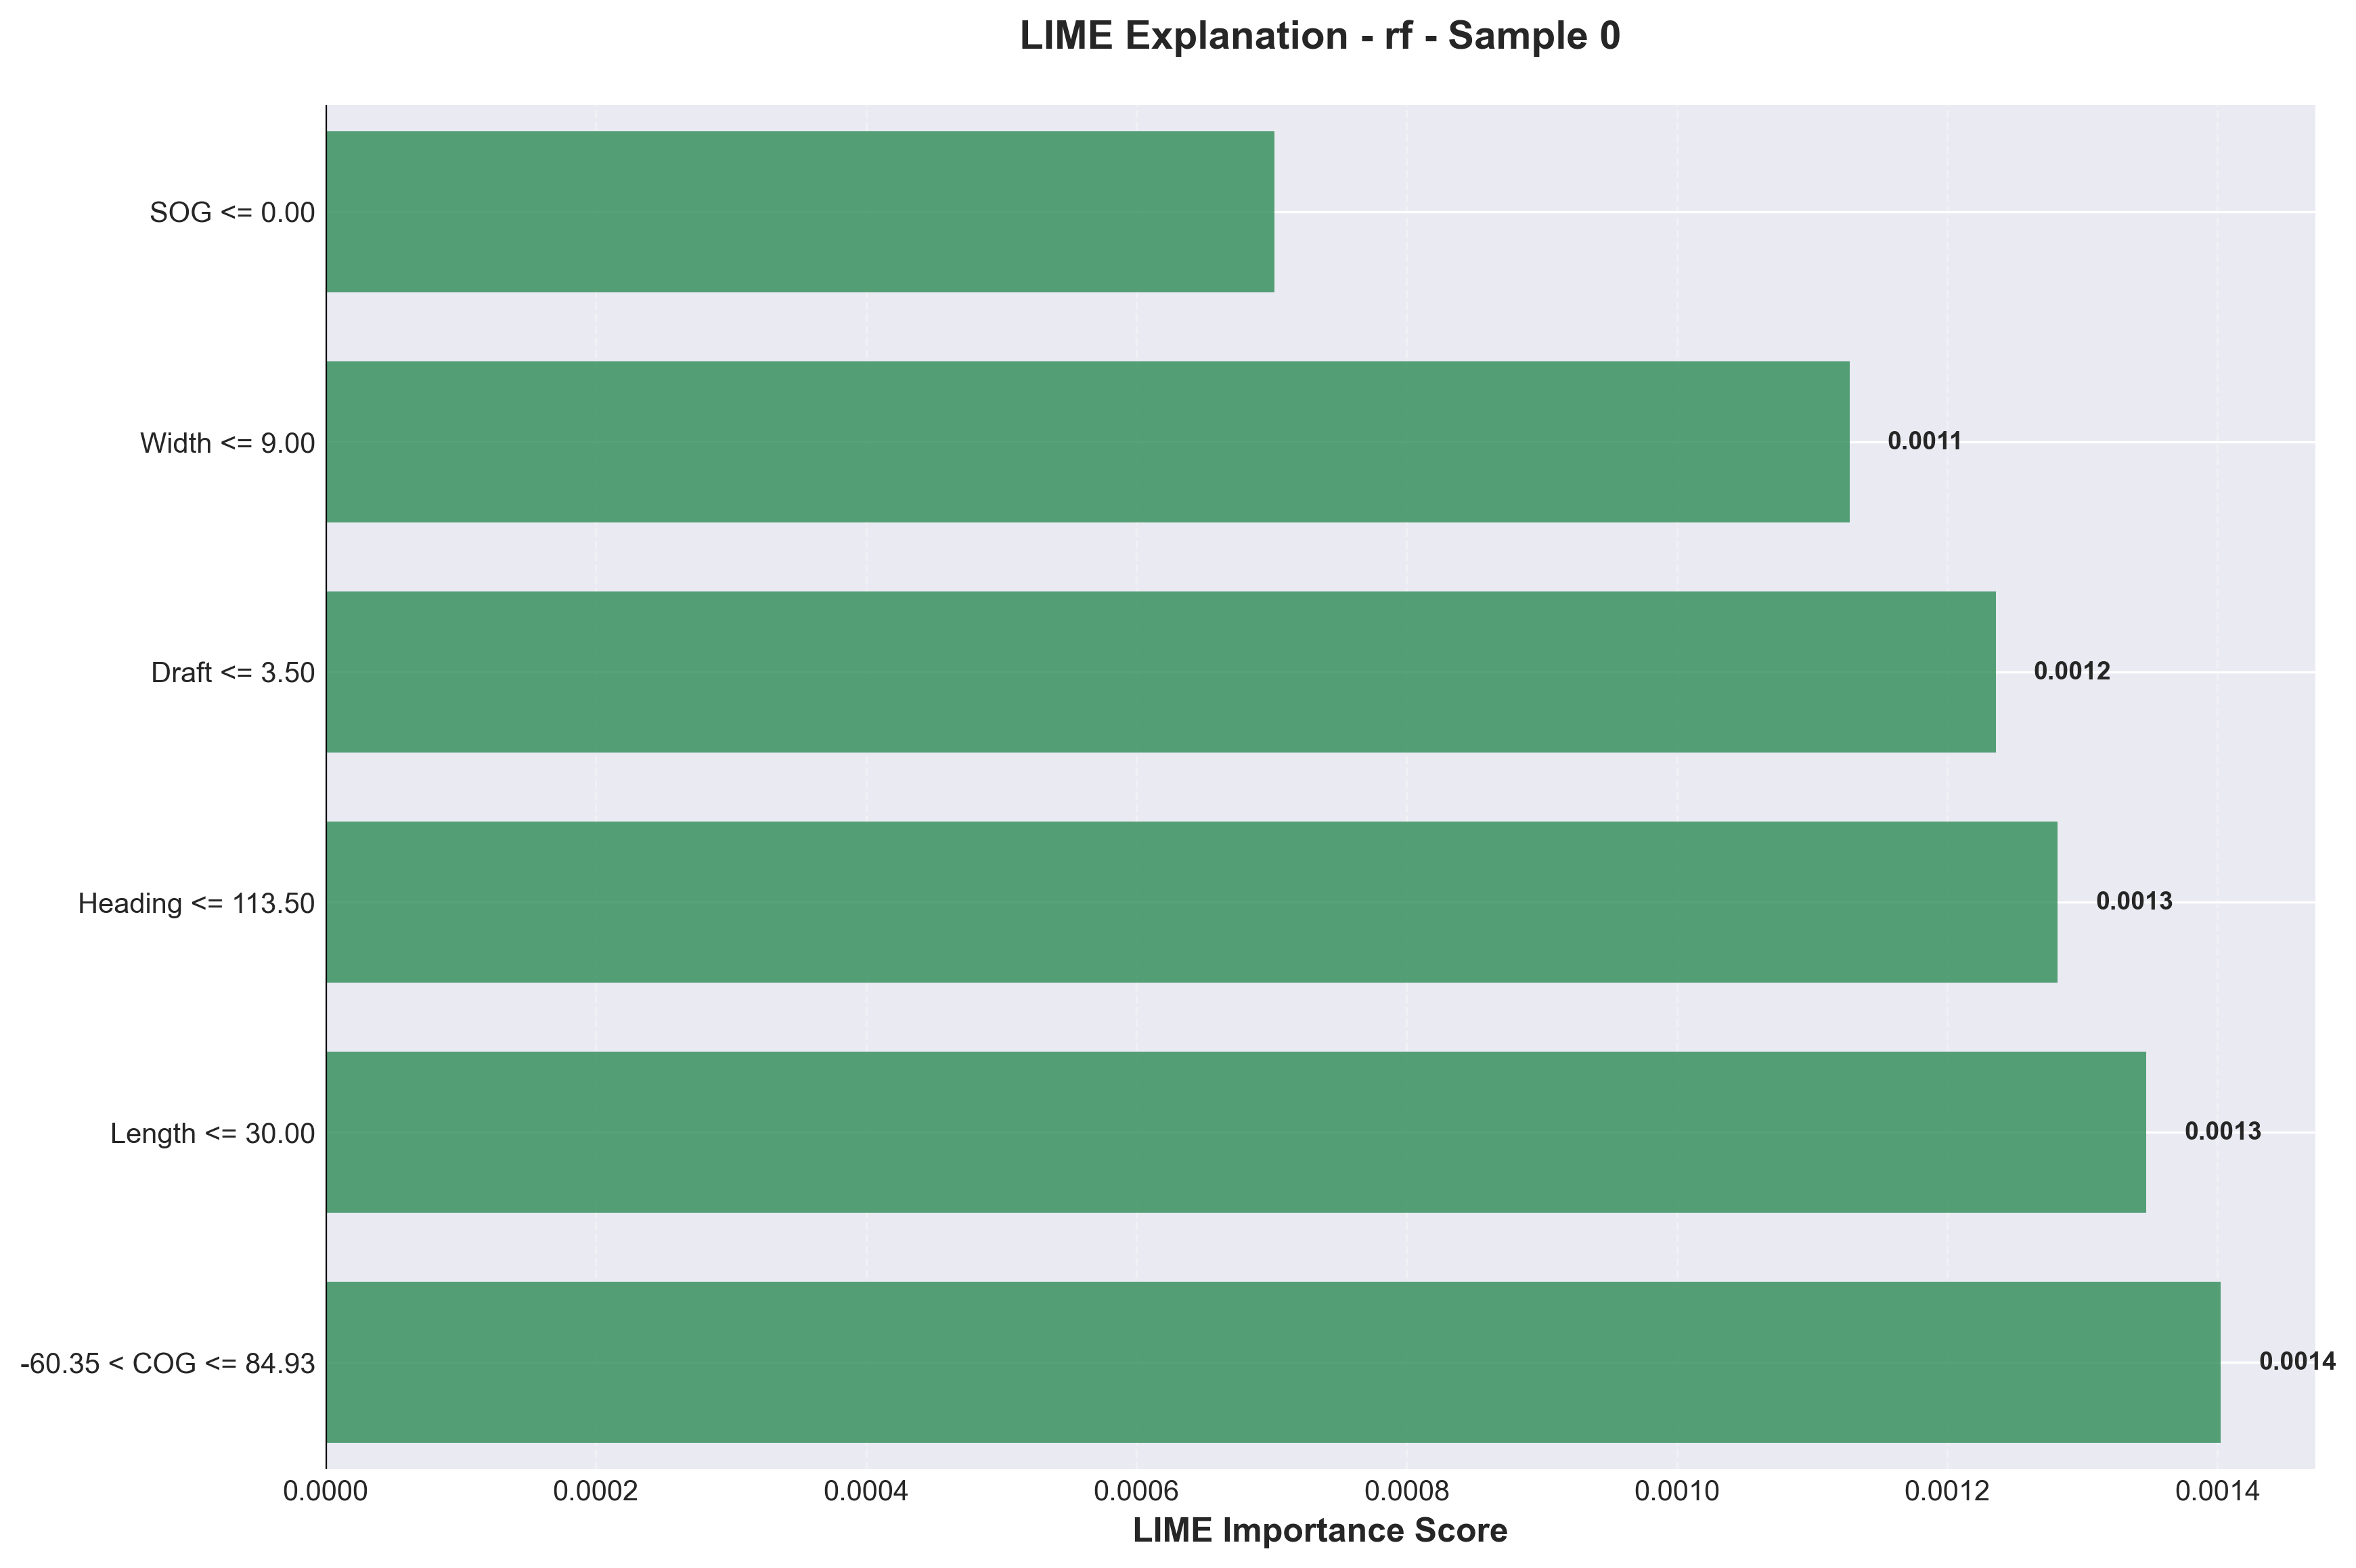 LIME Explanation - rf - Sample 0
SOG <= 0.00
Width <= 9.00
0.0011
Draft <= 3.50
0.0012
Heading <= 113.50
0.0013
Length <= 30.00
0.0013
-60.35 < COG <= 84.93
0.0014
0.0000 0.0002 0.0004 0.0006 0.0008 0.0010 0.0012 0.0014
LIME Importance Score